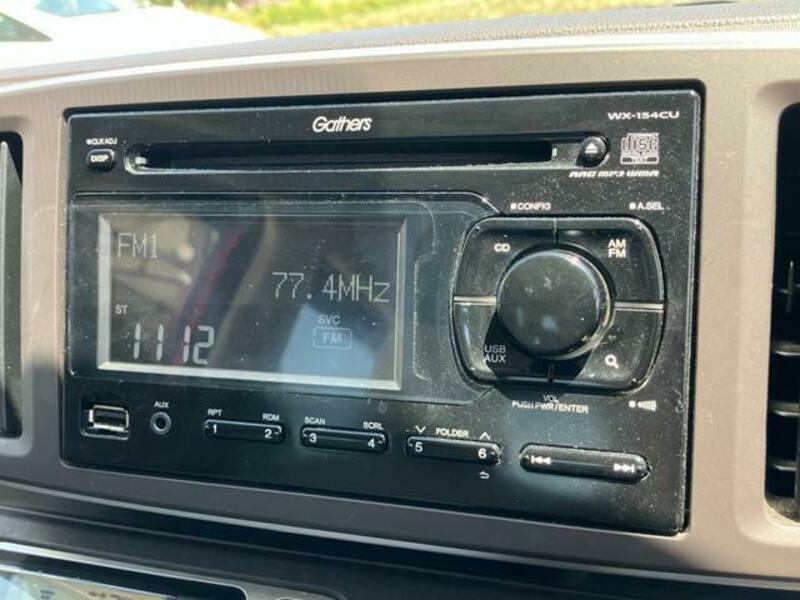 Gathers
WX-154CU
CLK ADJ
DISP
disc
TEXT
AAC MP3 WMA
CONFIG
A.SEL
CD
AM
FM
FM1
77.4MHz
ST
SVC
FM
11 12
USB
AUX
VOL
PUSH PWR/ENTER
AUX
RPT
RDM
1
2
SCAN
SCRL
3
4
FOLDER
5
6